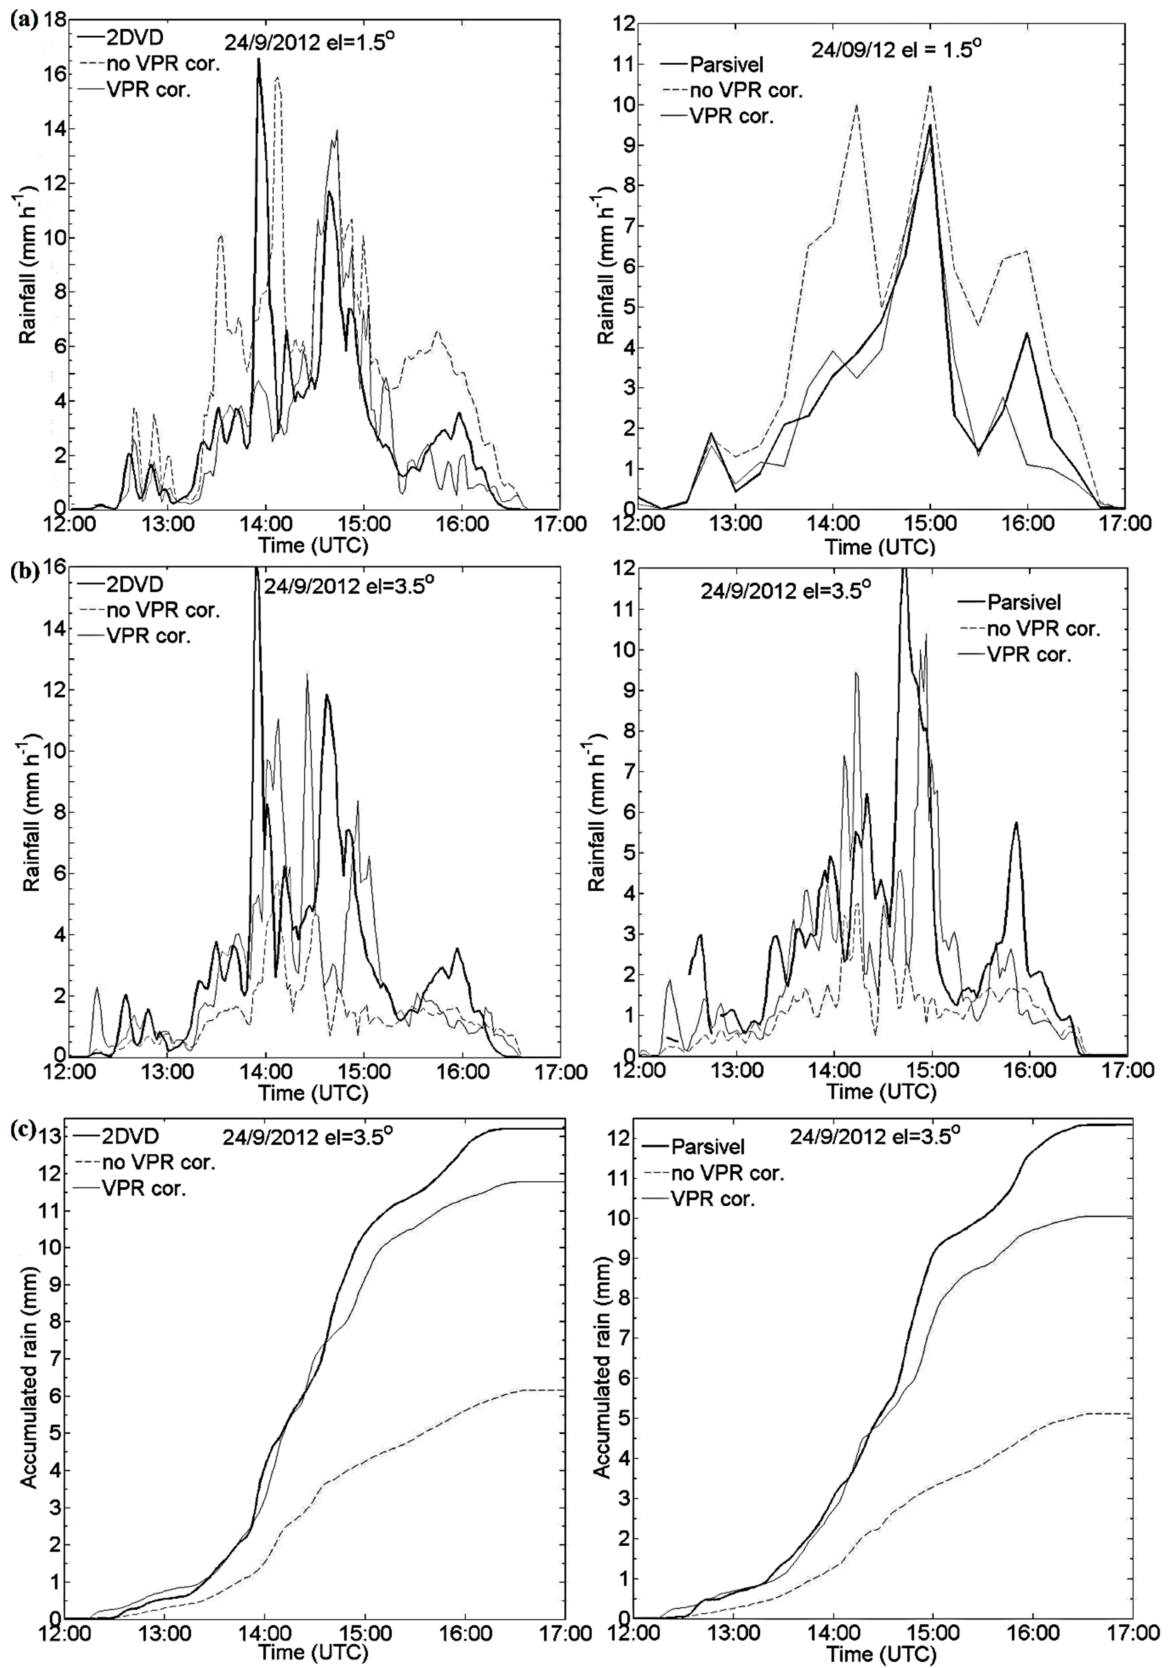 (a)
18
16
14
12
10
8
6
4
2
0
Rainfall (mm h-1)
2DVD
no VPR cor.
VPR cor.
24/9/2012 el=1.5o
12:00 13:00 14:00 15:00 16:00 17:00
Time (UTC)
12
11
10
9
8
7
6
5
4
3
2
1
0
Rainfall (mm h-1)
24/09/12 el = 1.5o
Parsivel
no VPR cor.
VPR cor.
12:00 13:00 14:00 15:00 16:00 17:00
Time (UTC)
(b)
16
14
12
10
8
6
4
2
0
Rainfall (mm h-1)
2DVD
no VPR cor.
VPR cor.
24/9/2012 el=3.5o
12:00 13:00 14:00 15:00 16:00 17:00
Time (UTC)
12
11
10
9
8
7
6
5
4
3
2
1
0
Rainfall (mm h-1)
24/9/2012 el=3.5o
Parsivel
no VPR cor.
VPR cor.
12:00 13:00 14:00 15:00 16:00 17:00
Time (UTC)
(c)
13
12
11
10
9
8
7
6
5
4
3
2
1
0
Accumulated rain (mm)
2DVD
no VPR cor.
VPR cor.
24/9/2012 el=3.5o
12:00 13:00 14:00 15:00 16:00 17:00
Time (UTC)
12
11
10
9
8
7
6
5
4
3
2
1
0
Accumulated rain (mm)
24/9/2012 el=3.5o
Parsivel
no VPR cor.
VPR cor.
12:00 13:00 14:00 15:00 16:00 17:00
Time (UTC)